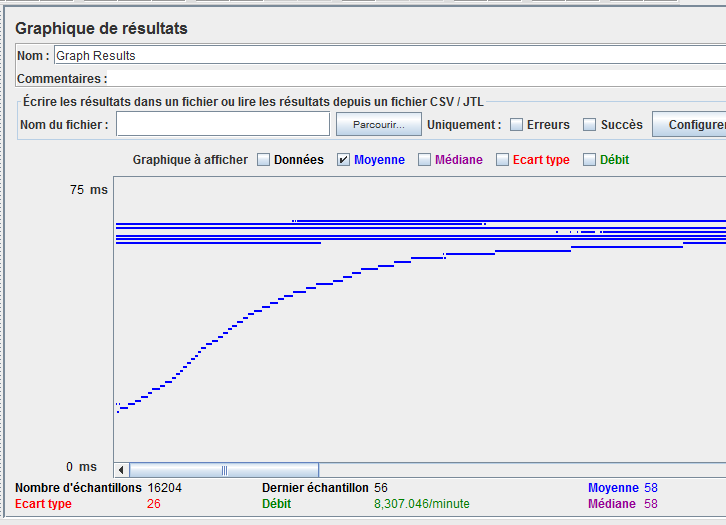 Graphique de résultats
Nom : Graph Results
Commentaires :
Écrire les résultats dans un fichier ou lire les résultats depuis un fichier CSV / JTL
Nom du fichier : Parcourir... Uniquement : Erreurs Succès Configurer
Graphique à afficher Données Moyenne Médiane Ecart type Débit
75 ms
0 ms
Nombre d'échantillons 16204 Dernier échantillon 56 Moyenne 58
Ecart type 26 Débit 8,307.046/minute Médiane 58